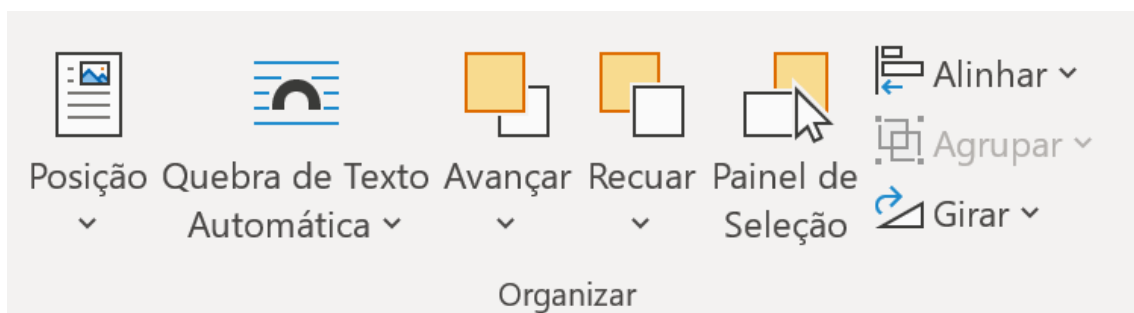 Posição
Quebra de Texto
Automática
Avançar
Recuar
Painel de
Seleção
Alinhar
Agrupar
Girar
Organizar